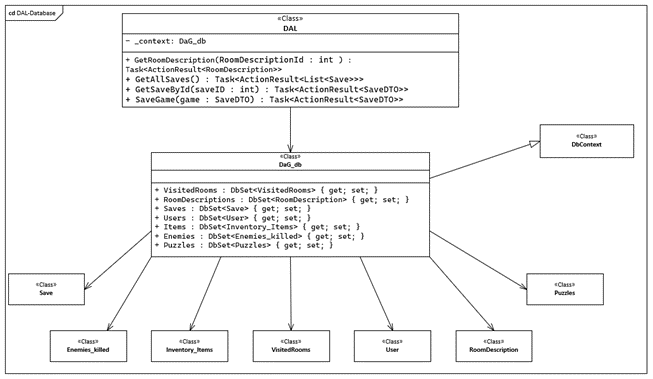 cd DAL-Database
«Class»
DAL
- _context: DaG_db
+ GetRoomDescription(RoomDescriptionId : int ) :
Task<ActionResult<RoomDescription>>
+ GetAllSaves() : Task<ActionResult<List<Save>>>
+ GetSaveById(saveID : int) : Task<ActionResult<SaveDTO>>
+ SaveGame(game : SaveDTO) : Task<ActionResult<SaveDTO>>
«Class»
DbContext
«Class»
DaG_db
+ VisitedRooms : DbSet<VisitedRooms> { get; set; }
+ RoomDescriptions : DbSet<RoomDescription> { get; set; }
+ Saves : DbSet<Save> { get; set; }
+ Users : DbSet<User> { get; set; }
+ Items : DbSet<Inventory_Items> { get; set; }
+ Enemies : DbSet<Enemies_killed> { get; set; }
+ Puzzles : DbSet<Puzzles> { get; set; }
«Class»
Save
«Class»
Puzzles
«Class»
Enemies_killed
«Class»
Inventory_Items
«Class»
VisitedRooms
«Class»
User
«Class»
RoomDescription